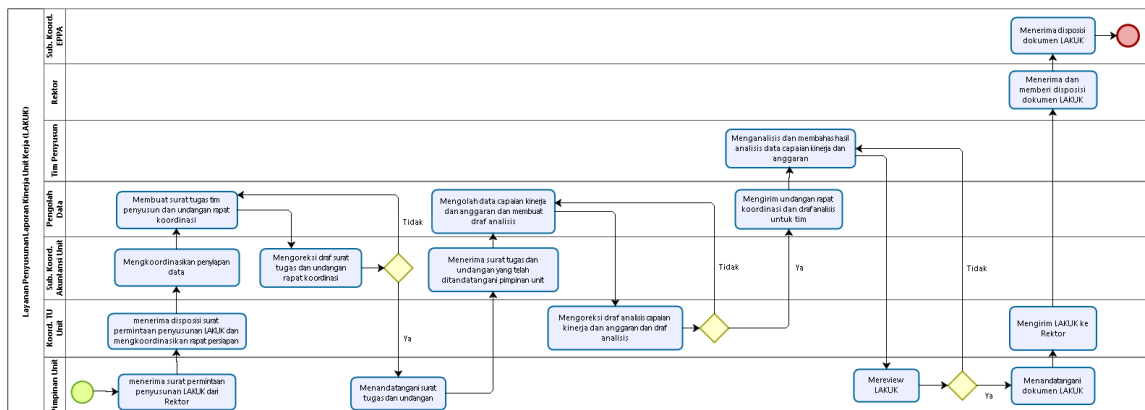 Layanan Penyusunan Laporan Kinerja Unit Kerja (LAKUK)
Sub. Koord.
EPPA
Menerima disposisi
dokumen LAKUK
Rektor
Menerima dan
memberi disposisi
dokumen LAKUK
Tim Penyusun
Menganalisis dan membahas hasil
analisis data capaian kinerja dan
anggaran
Pengolah
Data
Membuat surat tugas tim
penyusun dan undangan rapat
koordinasi
Tidak
Mengolah data capaian kinerja
dan anggaran dan membuat
draf analisis
Mengirim undangan rapat
koordinasi dan draf analisis
untuk tim
Sub. Koord.
Akuntansi Unit
Mengkoordinasikan penyiapan
data
Mengoreksi draf surat
tugas dan undangan
rapat koordinasi
Menerima surat tugas dan
undangan yang telah
ditandatangani pimpinan unit
Tidak
Ya
Tidak
Koord. TU
Unit
menerima disposisi surat
permintaan penyusunan LAKUK dan
mengkoordinasikan rapat persiapan
Ya
Mengoreksi draf analisis capaian
kinerja dan anggaran dan draf
analisis
Mengirim LAKUK ke
Rektor
Pimpinan Unit
menerima surat permintaan
penyusunan LAKUK dari
Rektor
Menandatangani surat
tugas dan undangan
Mereview
LAKUK
Ya
Menandatangani
dokumen LAKUK